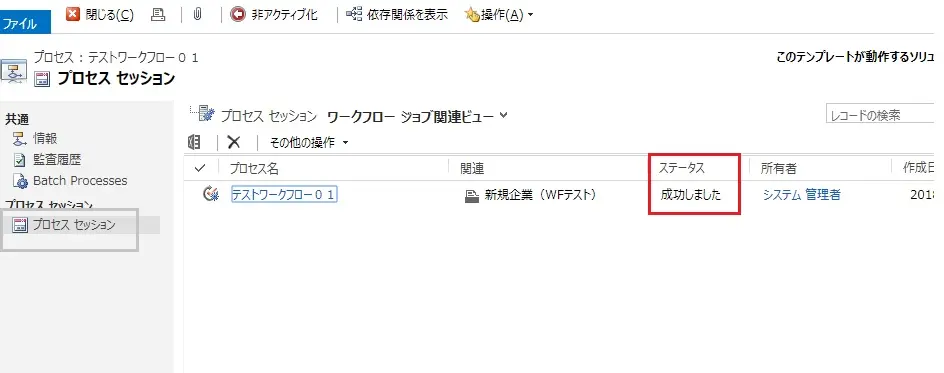 ファイル
閉じる(C) 非アクティブ化 依存関係を表示 操作(A)
プロセス : テストワークフロー０１
プロセス セッション
このテンプレートが動作するソリュ
共通
情報
監査履歴
Batch Processes
プロセス セッション
プロセス セッション
プロセス セッション ワークフロー ジョブ関連ビュー
レコードの検索
その他の操作
プロセス名 関連 ステータス 所有者 作成日
テストワークフロー０１ 新規企業（WFテスト） 成功しました システム 管理者 2018